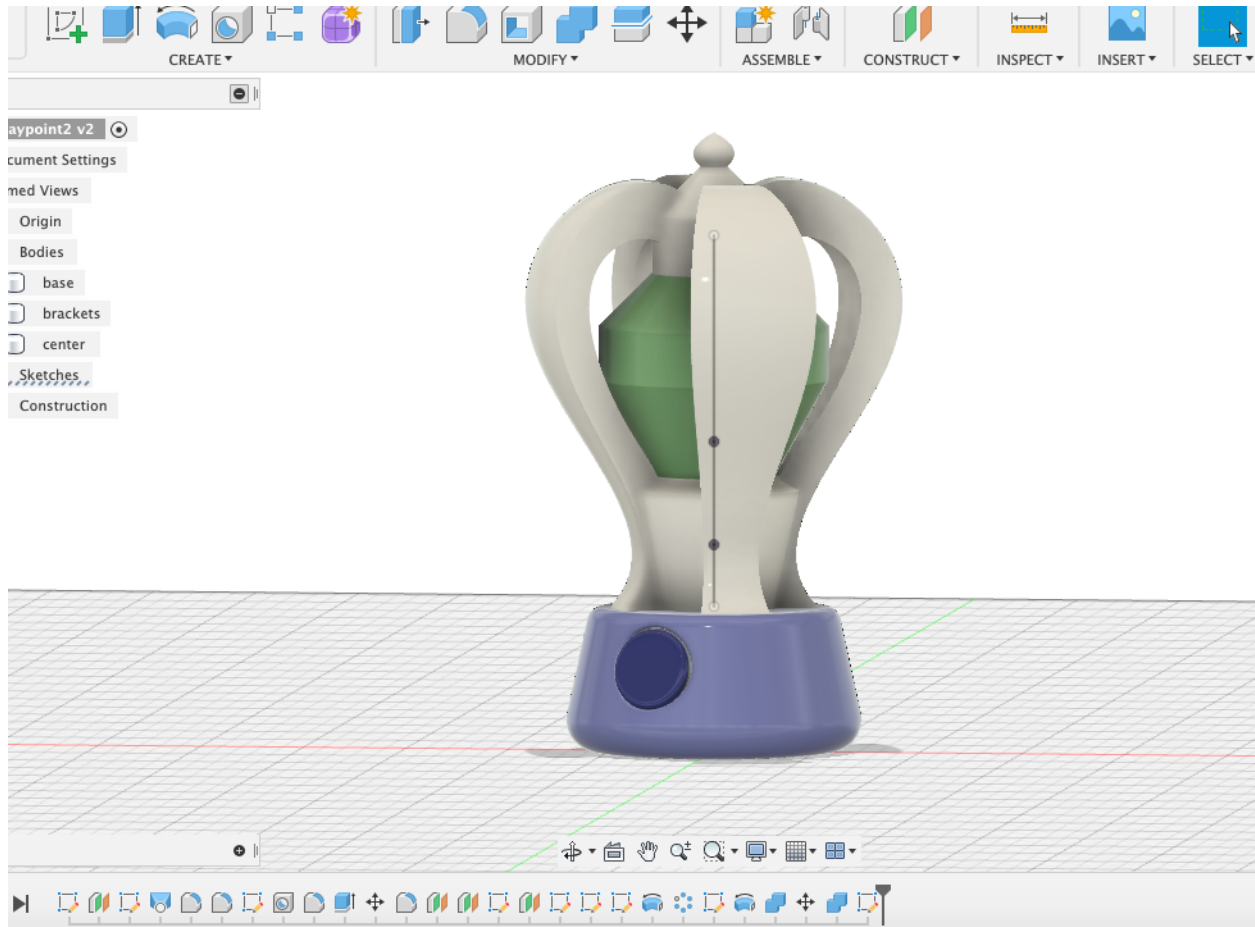 CREATE ▾ MODIFY ▾ ASSEMBLE ▾ CONSTRUCT ▾ INSPECT ▾ INSERT ▾ SELECT ▾
aypoint2 v2
cument Settings
med Views
Origin
Bodies
base
brackets
center
Sketches
Construction